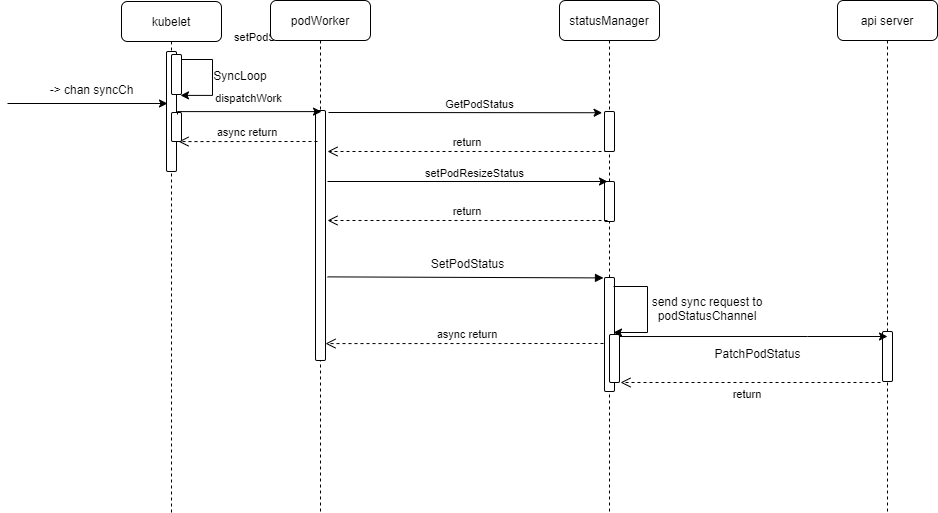 kubelet
podWorker
statusManager
api server
SyncLoop
-> chan syncCh
dispatchWork
GetPodStatus
async return
return
setPodResizeStatus
return
SetPodStatus
send sync request to
podStatusChannel
async return
PatchPodStatus
return